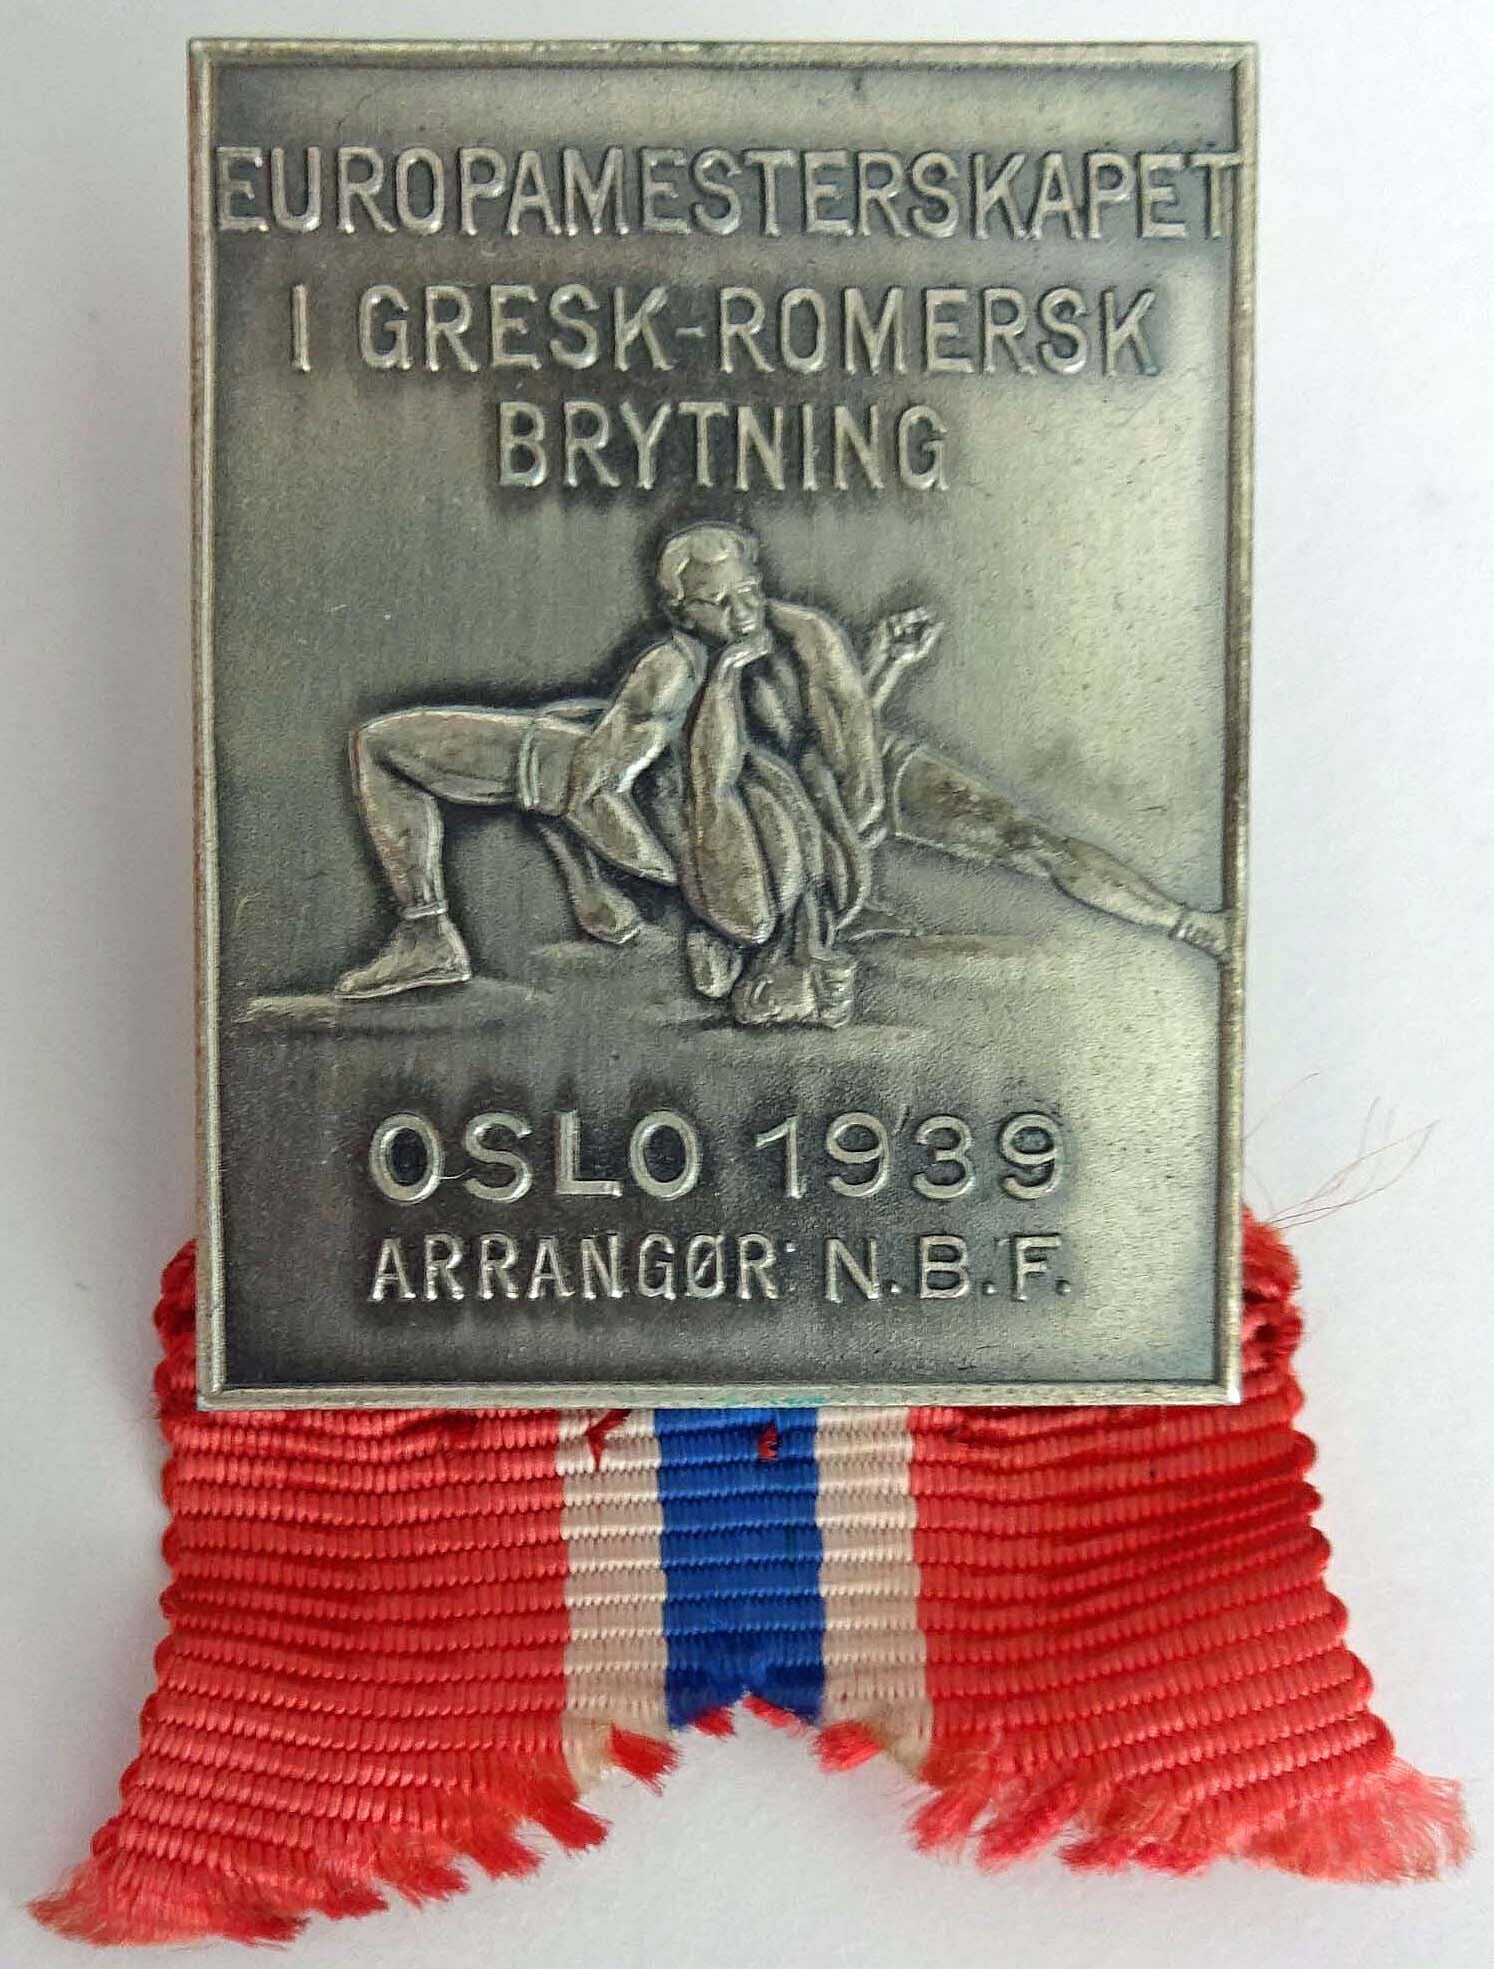 EUROPAMESTERSKAPET
I GRESK-ROMERSK
BRYTNING
OSLO 1939
ARRANGØR: N.B.F.